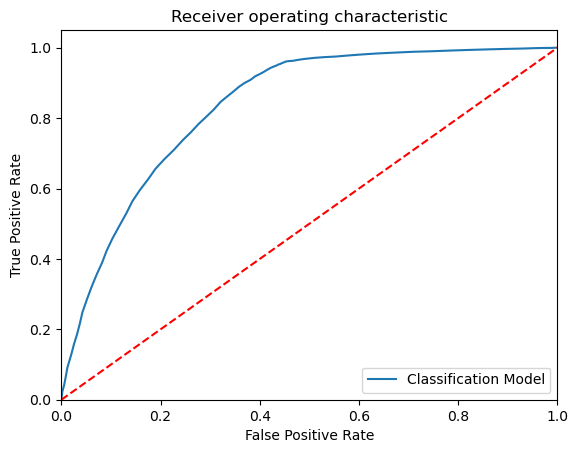 Receiver operating characteristic
1.0
0.8
0.6
0.4
0.2
0.0
True Positive Rate
Classification Model
0.0 0.2 0.4 0.6 0.8 1.0
False Positive Rate